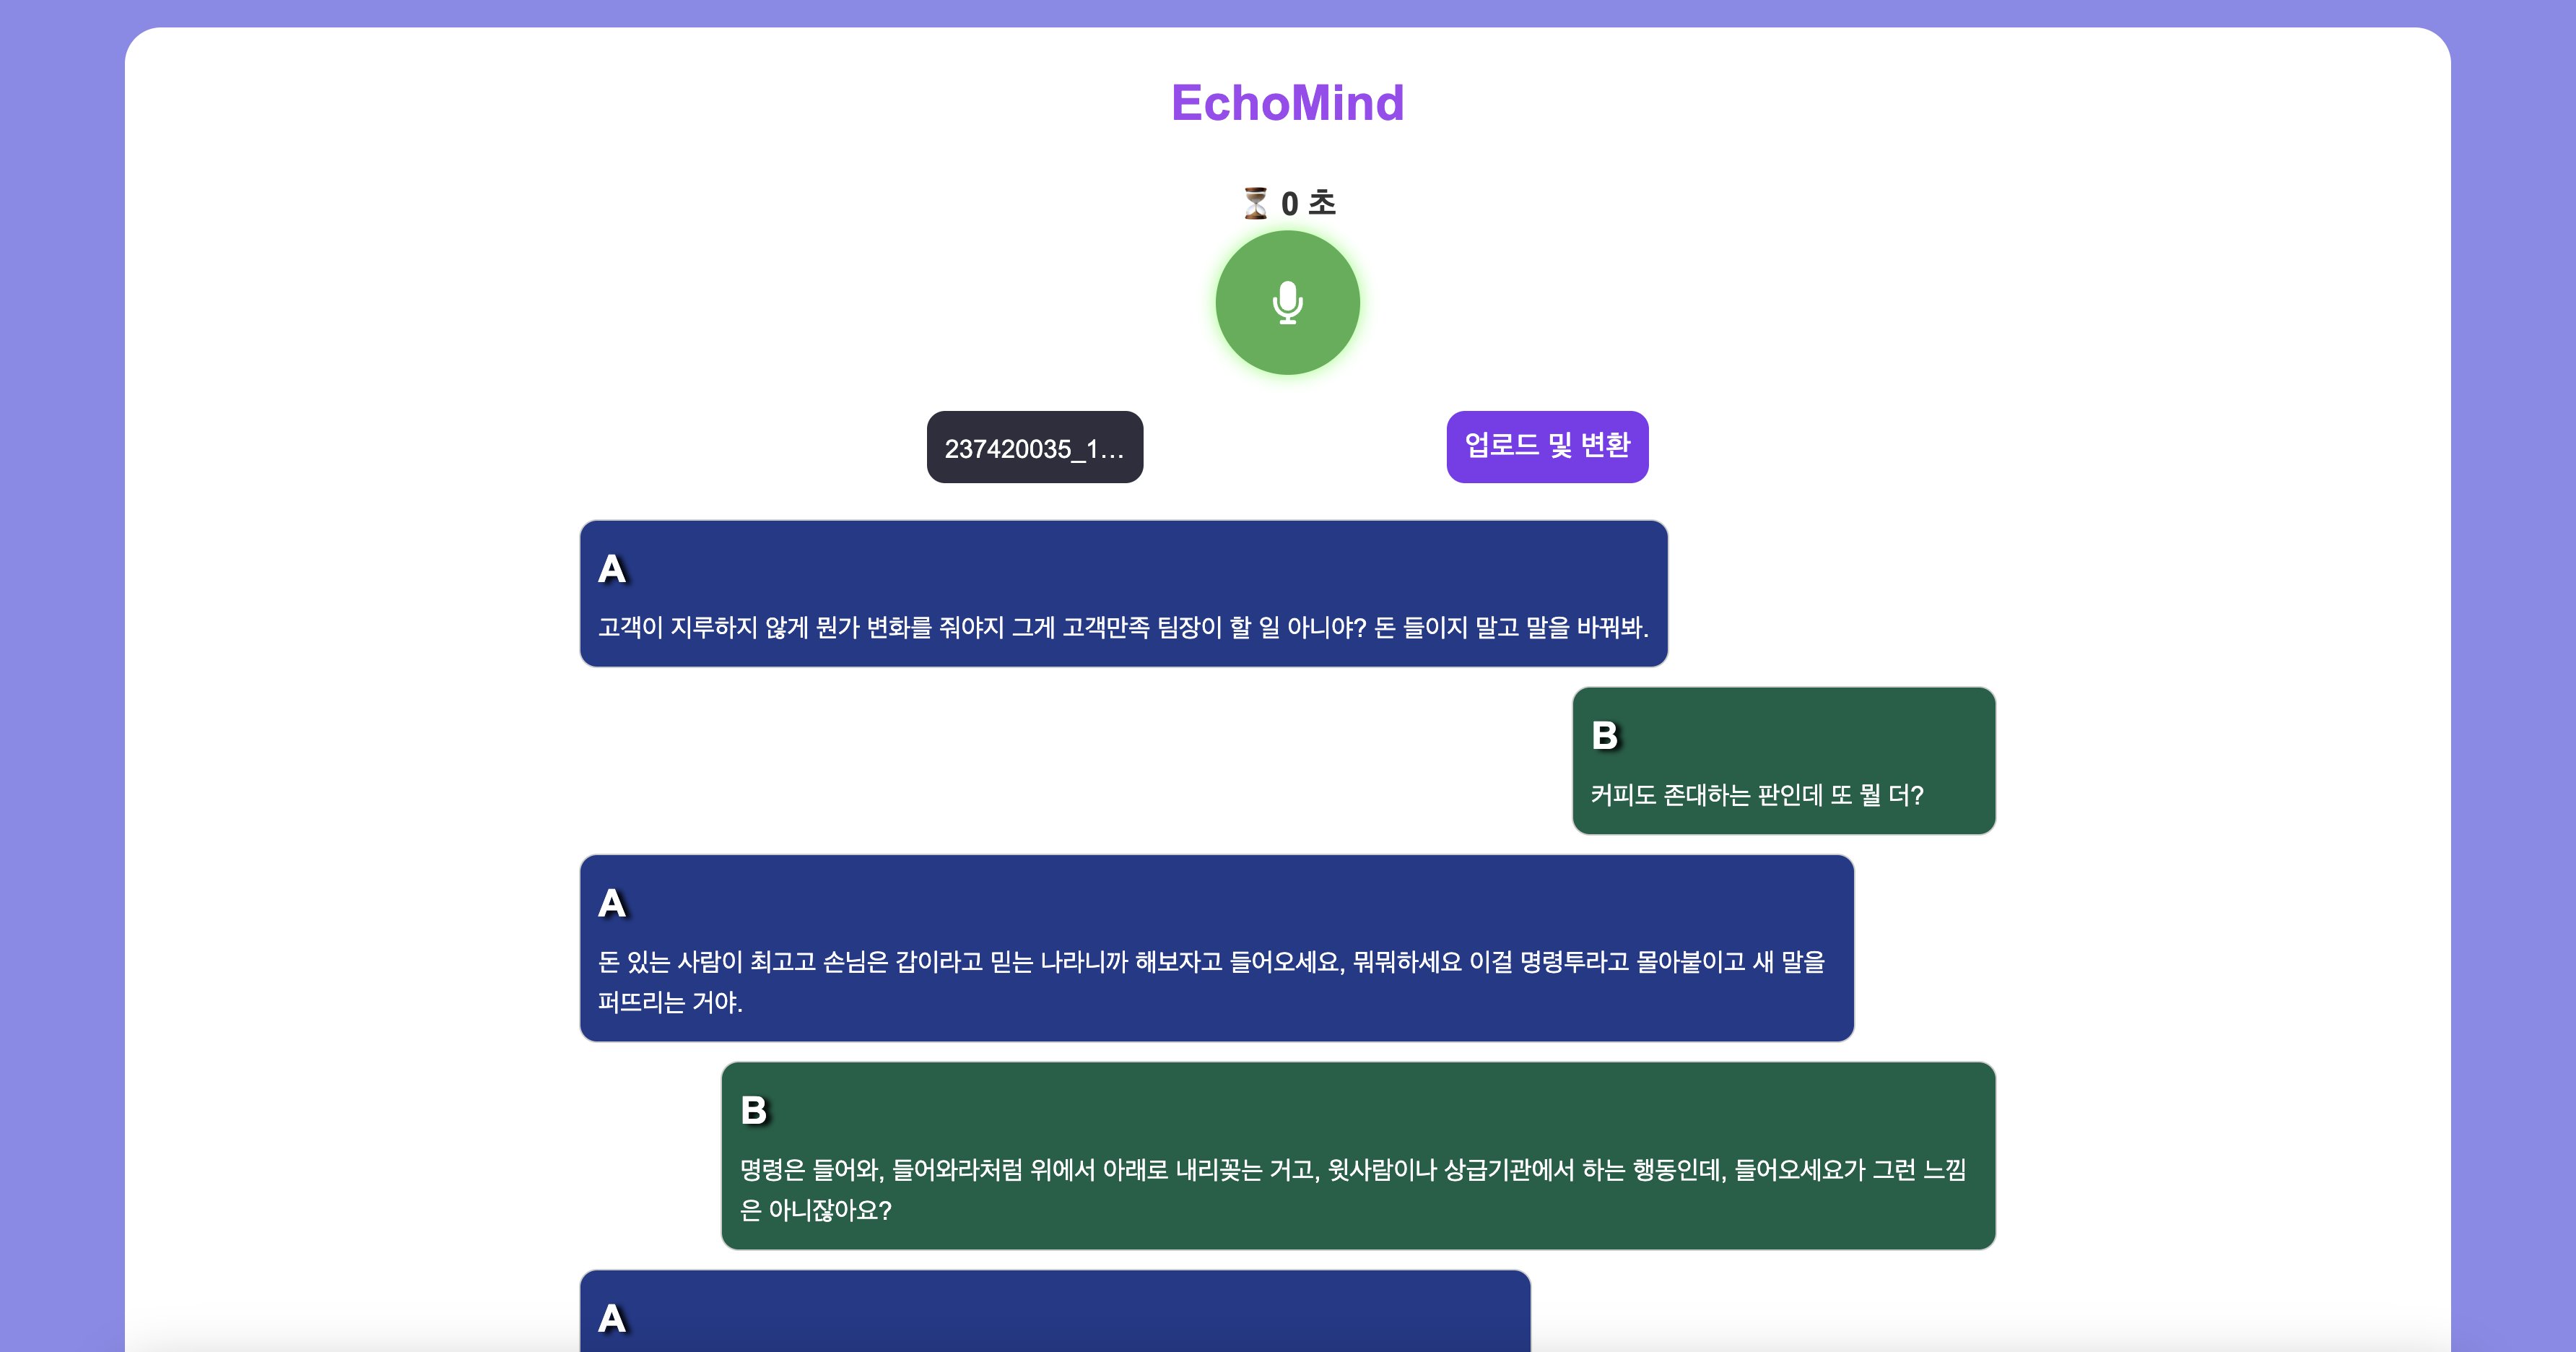 EchoMind
⏳ 0 초
237420035_1...
업로드 및 변환
A
고객이 지루하지 않게 뭔가 변화를 줘야지 그게 고객만족 팀장이 할 일 아니야? 돈 들이지 말고 말을 바꿔봐.
B
커피도 존대하는 판인데 또 뭘 더?
A
돈 있는 사람이 최고고 손님은 갑이라고 믿는 나라니까 해보자고 들어오세요, 뭐뭐하세요 이걸 명령투라고 몰아붙이고 새 말을
퍼뜨리는 거야.
B
명령은 들어와, 들어와라처럼 위에서 아래로 내리꽂는 거고, 윗사람이나 상급기관에서 하는 행동인데, 들어오세요가 그런 느낌
은 아니잖아요?
A